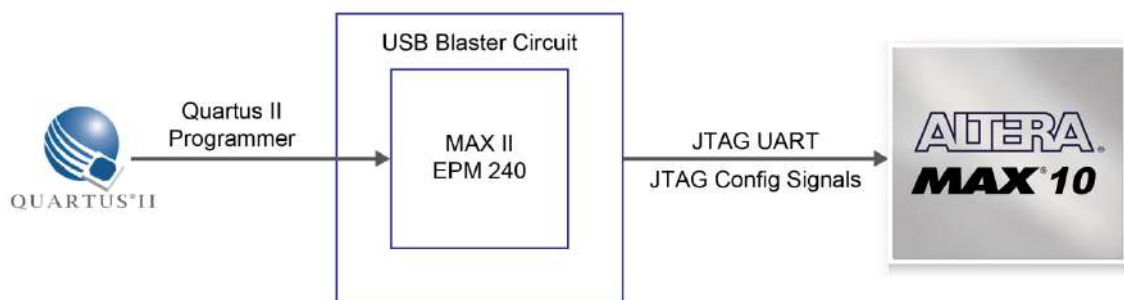 USB Blaster Circuit
Quartus II
Programmer
MAX II
EPM 240
JTAG UART
JTAG Config Signals
QUARTUS®II
ALTERA®
MAX®10